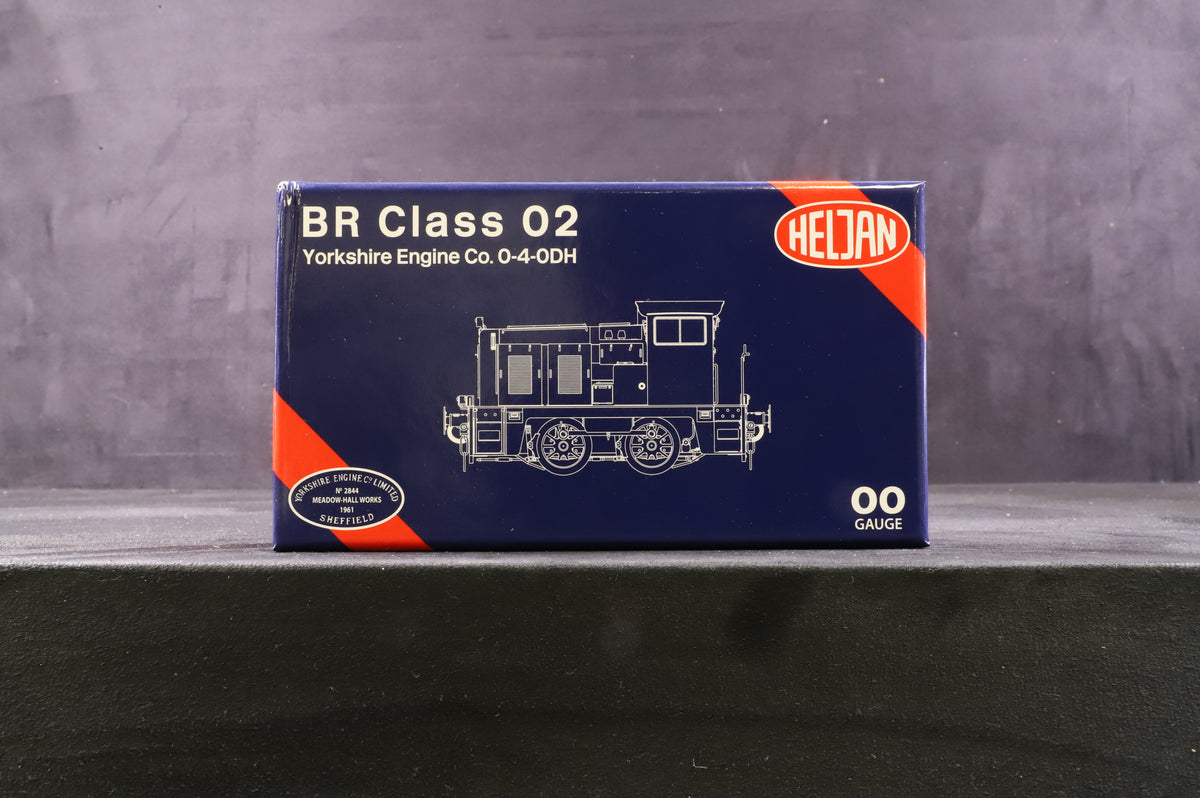 BR Class 02
Yorkshire Engine Co. 0-4-0DH
HELJAN
YORKSHIRE ENGINE Cº LIMITED
Nº 2844
MEADOW-HALL WORKS
1961
SHEFFIELD
OO
GAUGE